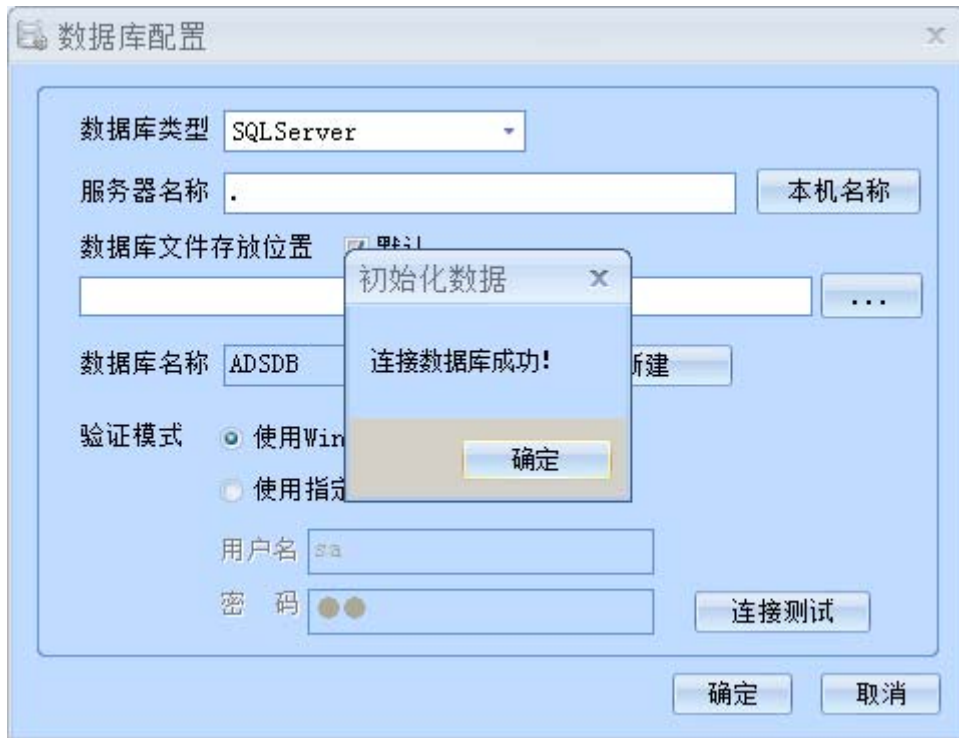 数据库配置
数据库类型 SQLServer
服务器名称 . 本机名称
数据库文件存放位置 默认
初始化数据
...
数据库名称 ADSDB 连接数据库成功! 新建
验证模式 使用Win
确定
使用指定
用户名 sa
密 码 连接测试
确定 取消